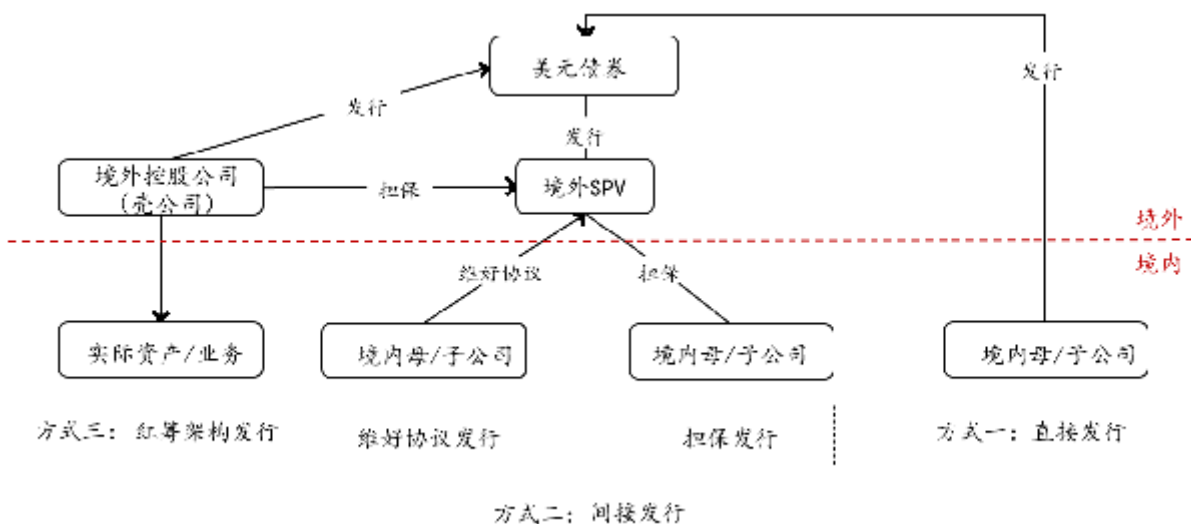 美元债券
发行
发行
发行
境外控股公司
(壳公司)
担保
境外SPV
境外
境内
维好协议
担保
实际资产/业务
境内母/子公司
境内母/子公司
境内母/子公司
方式三：红筹架构发行
维好协议发行
担保发行
方式一：直接发行
方式二：间接发行